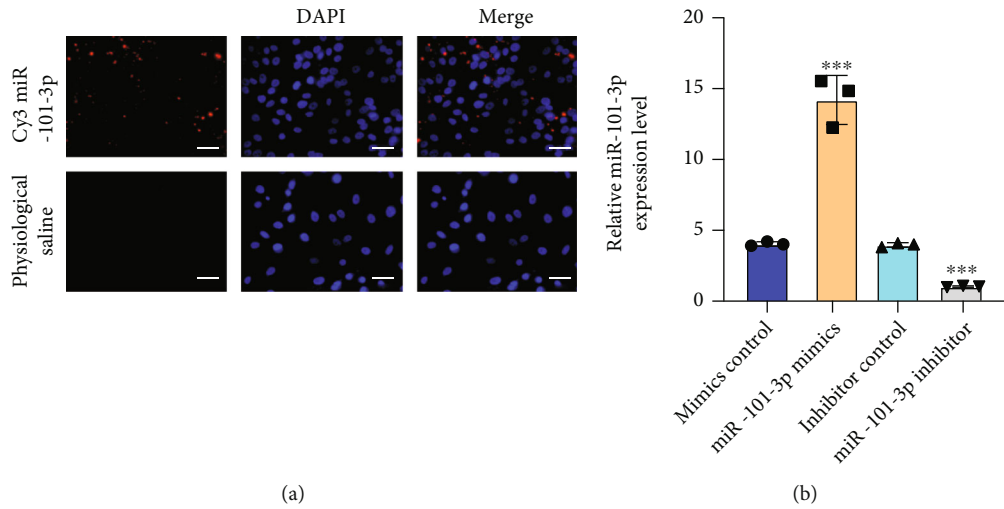 DAPI
Merge
Cy3 miR
-101-3p
Physiological
saline
(a)
Relative miR-101-3p
expression level
20
15
10
5
0
***
***
Mimics control
miR -101-3p mimics
Inhibitor control
miR -101-3p inhibitor
(b)